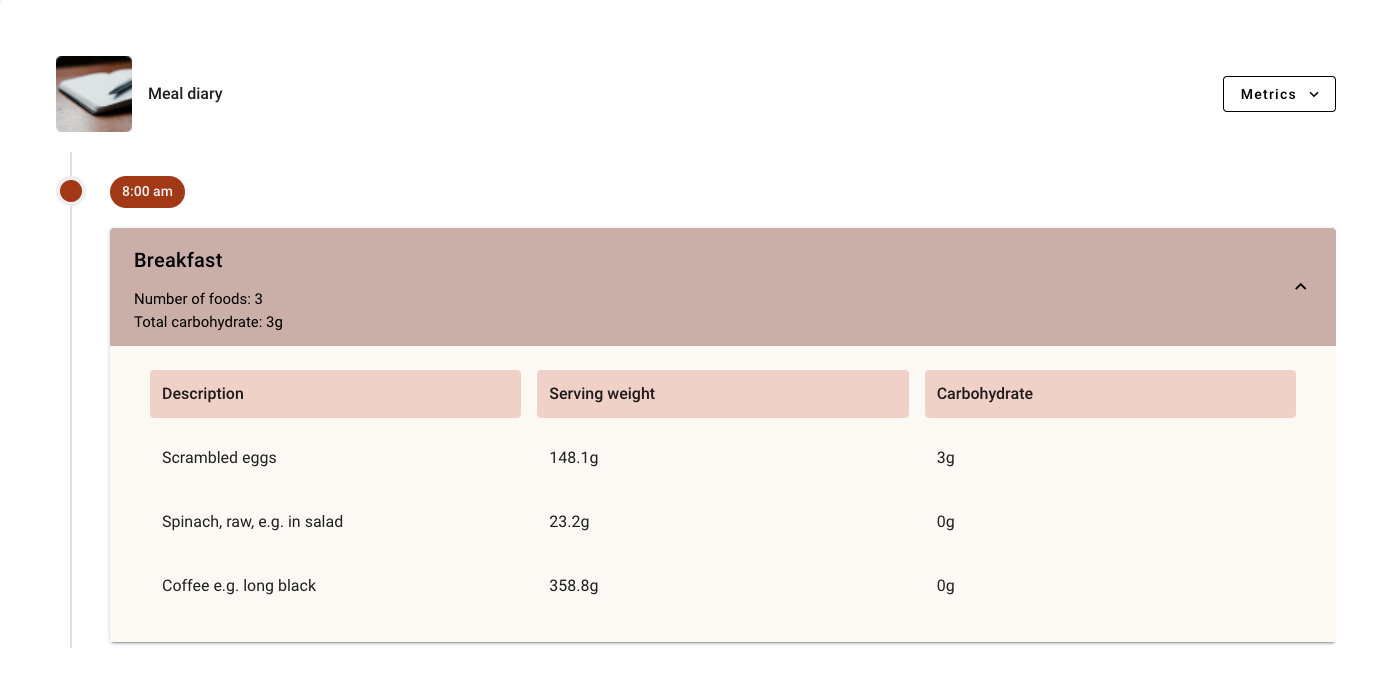 Meal diary
Metrics
8:00 am
Breakfast
Number of foods: 3
Total carbohydrate: 3g
Description Serving weight Carbohydrate
Scrambled eggs 148.1g 3g
Spinach, raw, e.g. in salad 23.2g 0g
Coffee e.g. long black 358.8g 0g